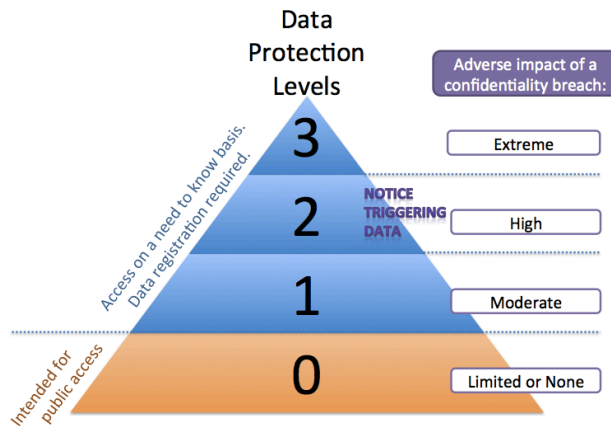 Data
Protection
Levels
Adverse impact of a
confidentiality breach:
3
Extreme
Access on a need to know basis.
Data registration required.
2
NOTICE
TRIGGERING
DATA
High
1
Moderate
Intended for
public access
0
Limited or None